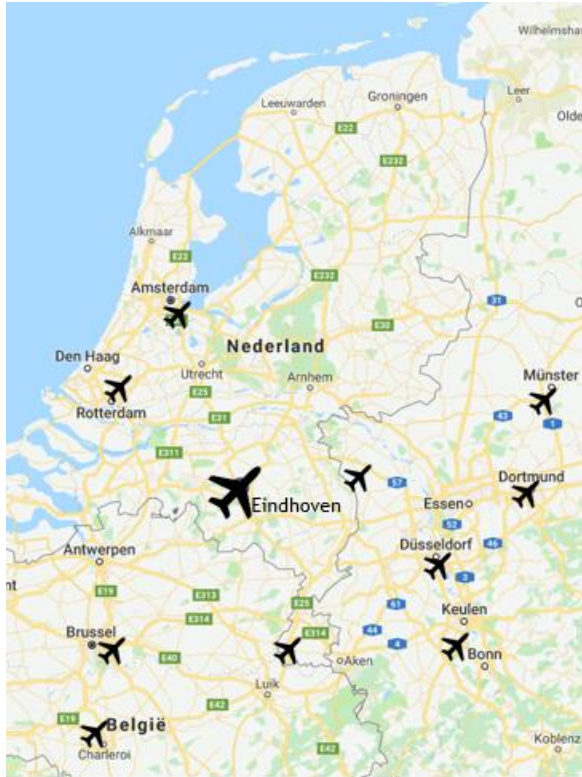 Wilhelmsha
Leer
Groningen
Leeuwarden
E22
Olde
E232
Alkmaar
E22
E232
Amsterdam
31
O
E30
Nederland
Den Haag
Utrecht
Arnhem
Münster
E25
Rotterdam
E31
43
1
E311
57
Dortmund
Eindhoven
Essen
52
Düsseldorf
46
Antwerpen
3
nt
E19
E313
E25
61
E314
Keulen
Brussel
E314
44
4
E40
Aken
Bonn
Luik
E42
E19
België
Charleroi
E42
Koblenz